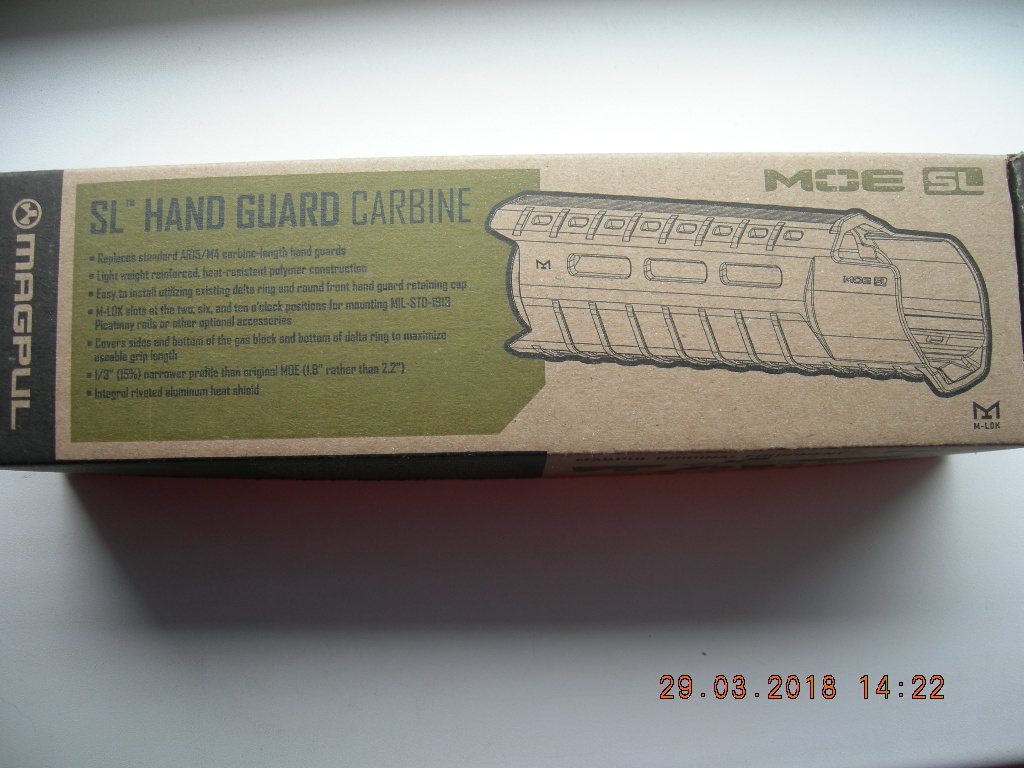 MAGPUL
SL™ HAND GUARD CARBINE
MOE SL
▪ Replaces standard AR15/M4 carbine-length hand guards
▪ Light weight reinforced, heat-resistant polymer construction
▪ Easy to install utilizing existing delta ring and round front hand guard retaining cap
▪ M-LOK slots at the two, six, and ten o'clock positions for mounting MIL-STD-1913
Picatinny rails or other optional accessories
▪ Covers sides and bottom of the gas block and bottom of delta ring to maximize
useable grip length
▪ 1/3" (15%) narrower profile than original MOE (1.8" rather than 2.2")
▪ Integral riveted aluminum heat shield
MOE SL
M-LOK
29.03.2018 14:22